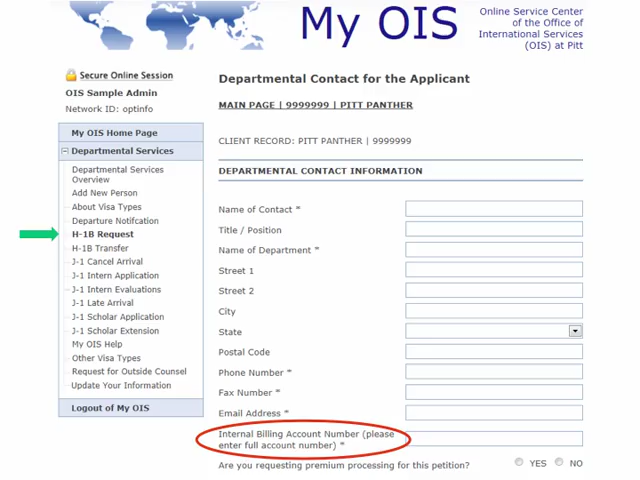 My OIS
Online Service Center
of the Office of
International Services
(OIS) at Pitt
Secure Online Session
OIS Sample Admin
Network ID: optinfo
My OIS Home Page
Departmental Services
Departmental Services
Overview
Add New Person
About Visa Types
Departure Notifcation
H-1B Request
H-1B Transfer
J-1 Cancel Arrival
J-1 Intern Application
J-1 Intern Evaluations
J-1 Late Arrival
J-1 Scholar Application
J-1 Scholar Extension
My OIS Help
Other Visa Types
Request for Outside Counsel
Update Your Information
Logout of My OIS
Departmental Contact for the Applicant
MAIN PAGE | 9999999 | PITT PANTHER
CLIENT RECORD: PITT PANTHER | 9999999
DEPARTMENTAL CONTACT INFORMATION
Name of Contact *
Title / Position
Name of Department *
Street 1
Street 2
City
State
Postal Code
Phone Number *
Fax Number *
Email Address *
Internal Billing Account Number (please
enter full account number) *
Are you requesting premium processing for this petition? YES NO